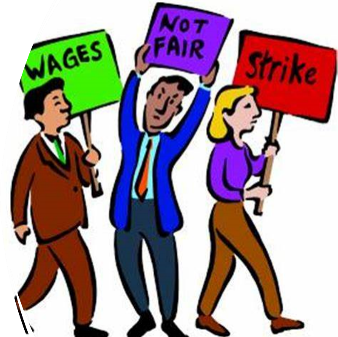 WAGES
NOT
FAIR
Strike